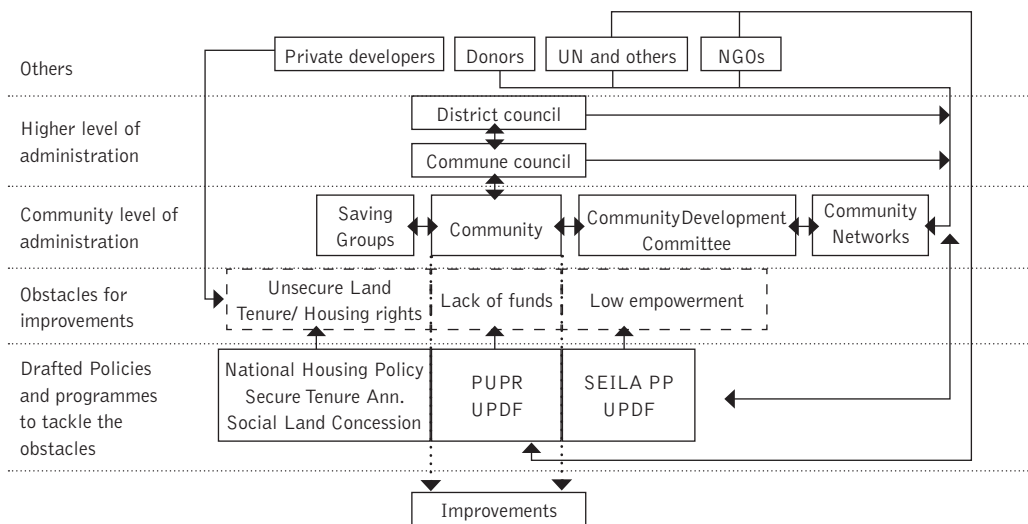 Others
Private developers
Donors
UN and others
NGOs
Higher level of
administration
District council
Commune council
Community level of
administration
Saving
Groups
Community
Community Development
Committee
Community
Networks
Obstacles for
improvements
Unsecure Land
Tenure/ Housing rights
Lack of funds
Low empowerment
Drafted Policies
and programmes
to tackle the
obstacles
National Housing Policy
Secure Tenure Ann.
Social Land Concession
PUPR
UPDF
SEILA PP
UPDF
Improvements